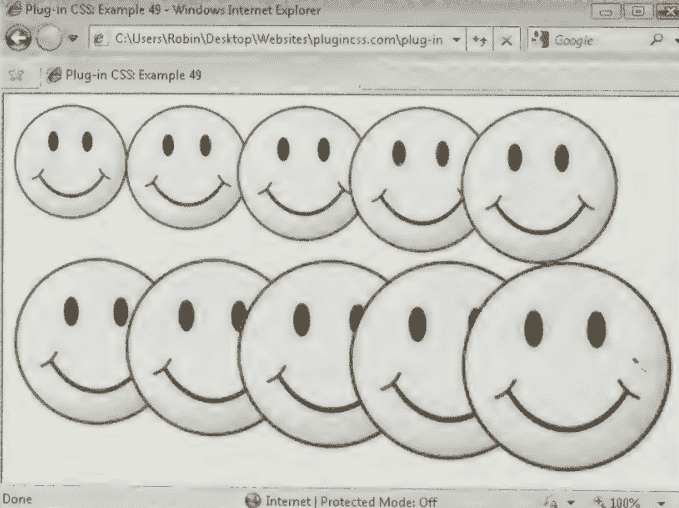 Plug-in CSS: Example 49 - Windows Internet Explorer
C:\Users\Robin\Desktop\Websites\plugincss.com\plug-in
Google
Plug-in CSS: Example 49
Done
Internet | Protected Mode: Off
100%